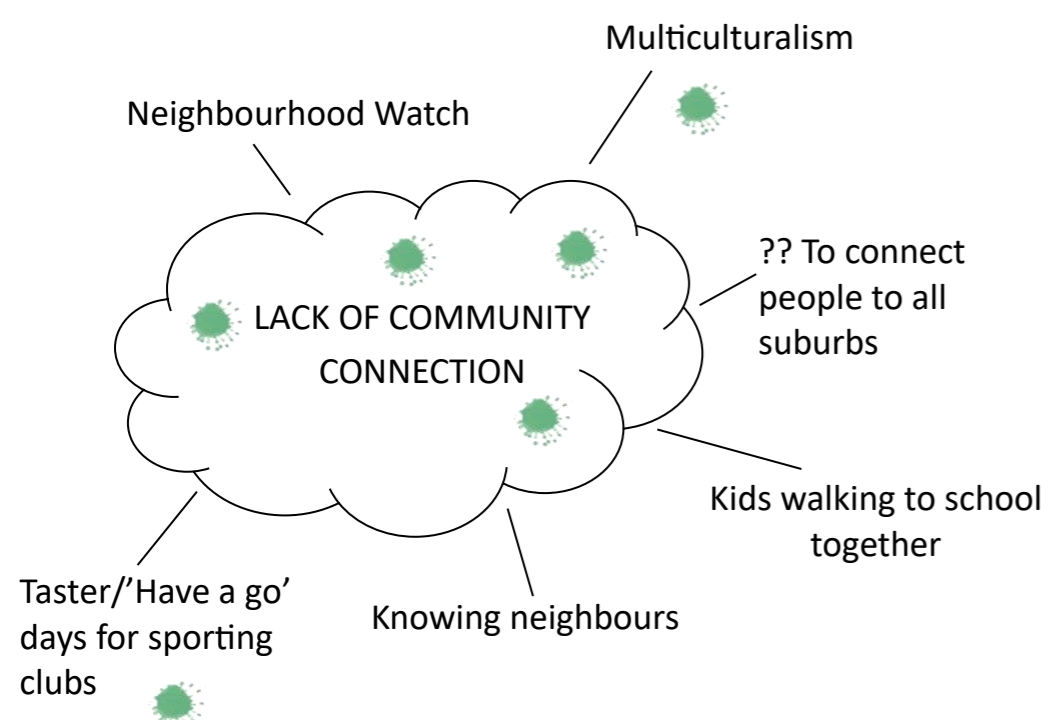 Multiculturalism
Neighbourhood Watch
?? To connect
people to all
suburbs
LACK OF COMMUNITY
CONNECTION
Kids walking to school
together
Taster/’Have a go’
days for sporting
clubs
Knowing neighbours